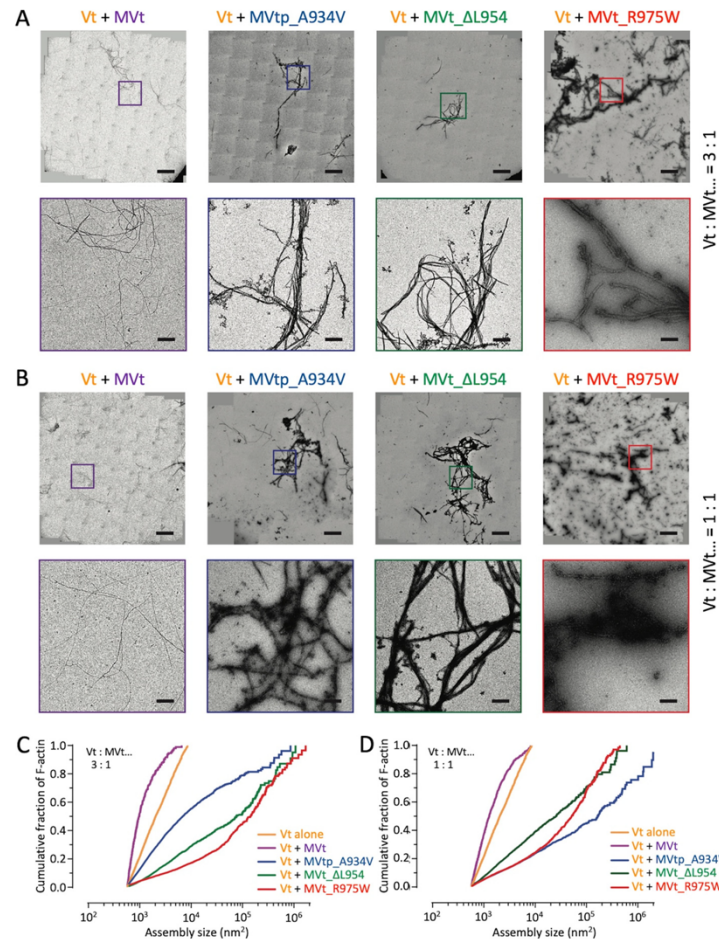 A
Vt + MVt
Vt + MVtp_A934V
Vt + MVt_ΔL954
Vt + MVt_R975W
Vt : MVt... = 3 : 1
B
Vt + MVt
Vt + MVtp_A934V
Vt + MVt_ΔL954
Vt + MVt_R975W
Vt : MVt... = 1 : 1
C
Vt : MVt...
3 : 1
Cumulative fraction of F-actin
1.0
0.8
0.6
0.4
0.2
0.0
Vt alone
Vt + MVt
Vt + MVtp_A934V
Vt + MVt_ΔL954
Vt + MVt_R975W
10² 10³ 10⁴ 10⁵ 10⁶
Assembly size (nm²)
D
Vt : MVt...
1 : 1
Cumulative fraction of F-actin
1.0
0.8
0.6
0.4
0.2
0.0
Vt alone
Vt + MVt
Vt + MVtp_A934V
Vt + MVt_ΔL954
Vt + MVt_R975W
10² 10³ 10⁴ 10⁵ 10⁶
Assembly size (nm²)